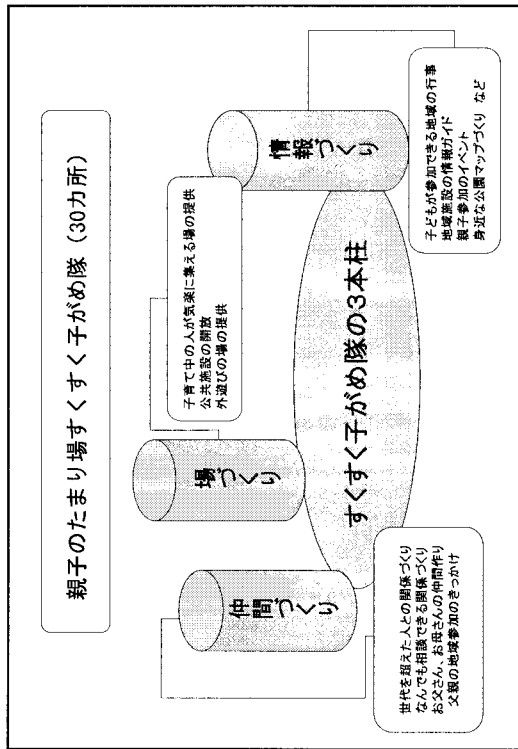 親子のたまり場すくすく子がめ隊（30カ所）
仲間づくり
場づくり
情報づくり
子育て中の人が気楽に集える場の提供
公共施設の開放
外遊びの場の提供
すくすく子がめ隊の3本柱
世代を超えた人との関係づくり
なんでも相談できる関係づくり
お父さん、お母さんの仲間作り
父親の地域参加のきっかけ
子どもが参加できる地域の行事
地域施設の情報ガイド
親子参加のイベント
身近な公園マップづくり など